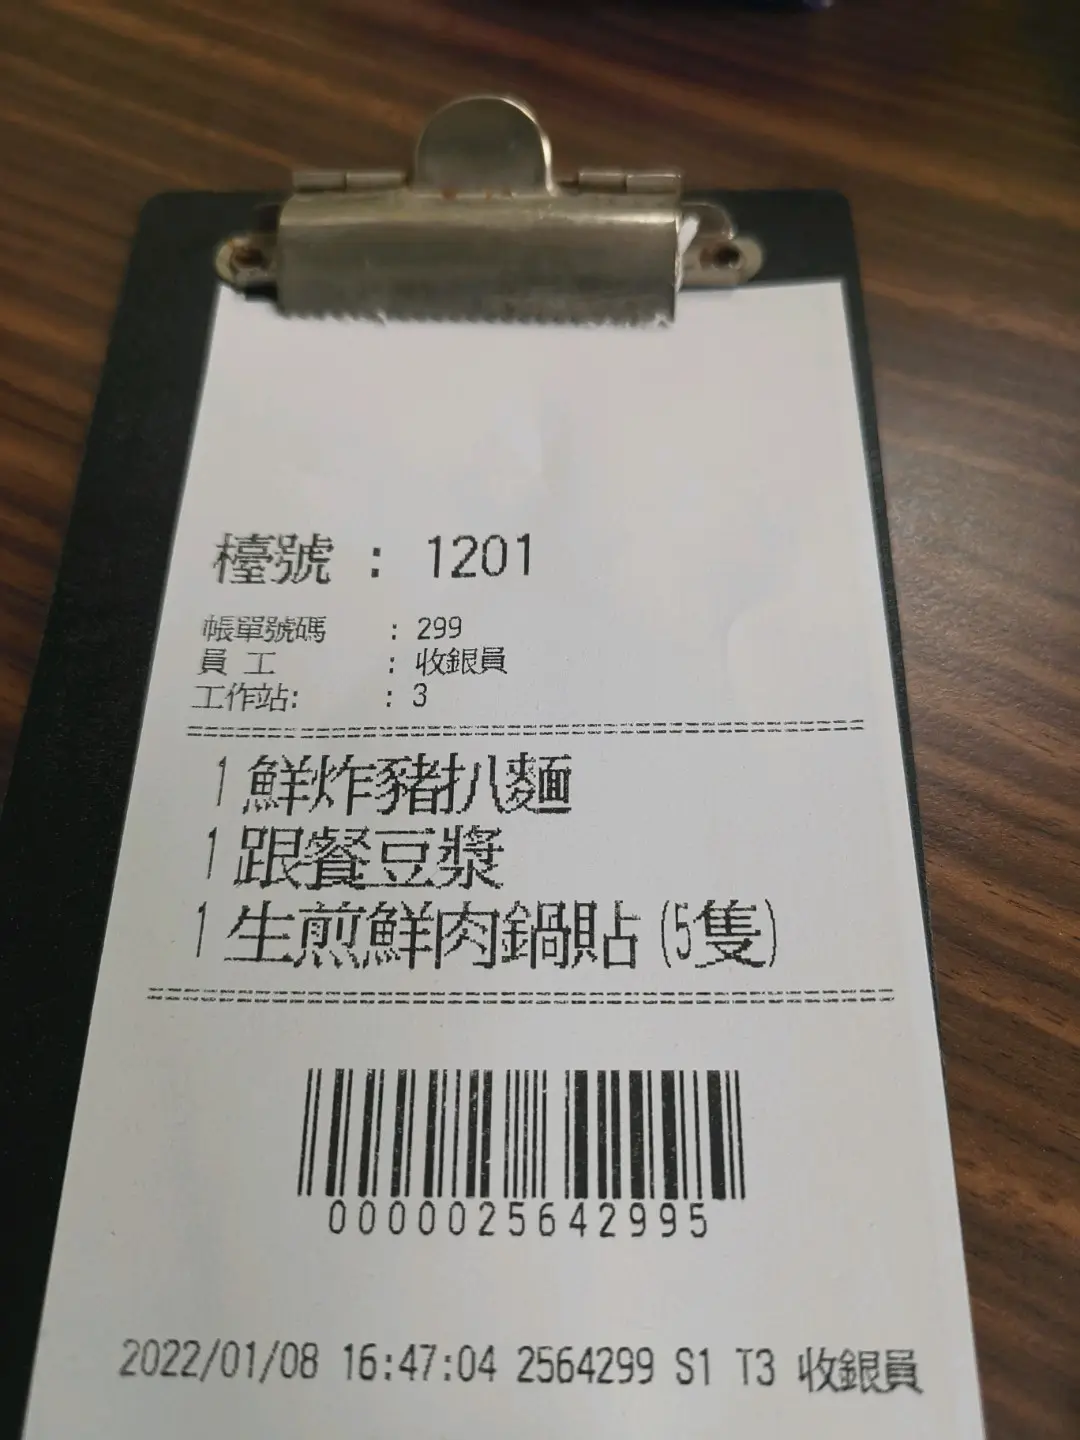 檯號 : 1201
帳單號碼 : 299
員 工 : 收銀員
工作站: : 3
1 鮮炸豬扒麵
1 跟餐豆漿
1 生煎鮮肉鍋貼(5隻)
0000025642995
2022/01/08 16:47:04 2564299 S1 T3 收銀員